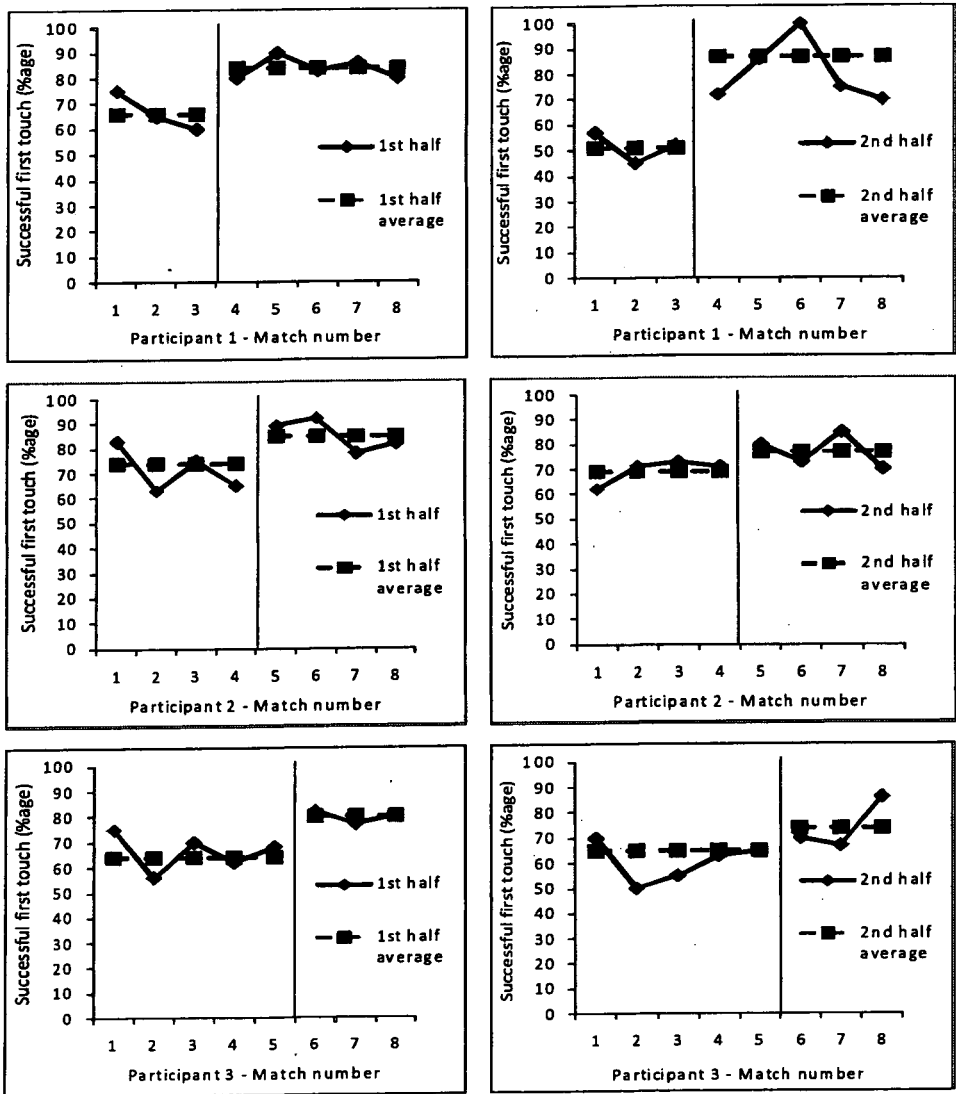 Successful first touch (%age)
100
90
80
70
60
50
40
30
20
10
0
1 2 3 4 5 6 7 8
Participant 1 - Match number
1st half
1st half
average
Successful first touch (%age)
100
90
80
70
60
50
40
30
20
10
0
1 2 3 4 5 6 7 8
Participant 1 - Match number
2nd half
2nd half
average
Successful first touch (%age)
100
90
80
70
60
50
40
30
20
10
0
1 2 3 4 5 6 7 8
Participant 2 - Match number
1st half
1st half
average
Successful first touch (%age)
100
90
80
70
60
50
40
30
20
10
0
1 2 3 4 5 6 7 8
Participant 2 - Match number
2nd half
2nd half
average
Successful first touch (%age)
100
90
80
70
60
50
40
30
20
10
0
1 2 3 4 5 6 7 8
Participant 3 - Match number
1st half
1st half
average
Successful first touch (%age)
100
90
80
70
60
50
40
30
20
10
0
1 2 3 4 5 6 7 8
Participant 3 - Match number
2nd half
2nd half
average